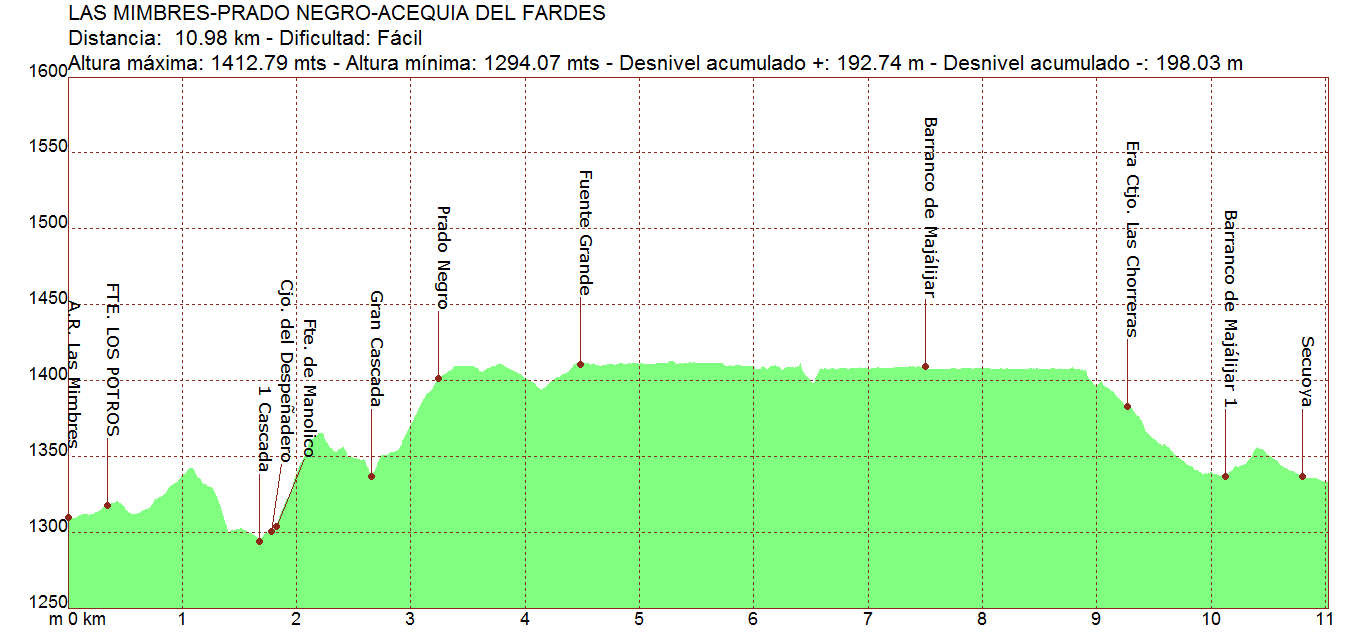 LAS MIMBRES-PRADO NEGRO-ACEQUIA DEL FARDES
Distancia:  10.98 km - Dificultad: Fácil
Altura máxima: 1412.79 mts - Altura mínima: 1294.07 mts - Desnivel acumulado +: 192.74 m - Desnivel acumulado -: 198.03 m
1600
1550
1500
1450
1400
1350
1300
1250
A.R. Las Mimbres
FTE. LOS POTROS
1 Cascada
Cjo. del Despeñadero
Fte. de Manolico
Gran Cascada
Prado Negro
Fuente Grande
Barranco de Majálijar
Era Ctjo. Las Chorreras
Barranco de Majálijar 1
Secuoya
m 0 km 1 2 3 4 5 6 7 8 9 10 11